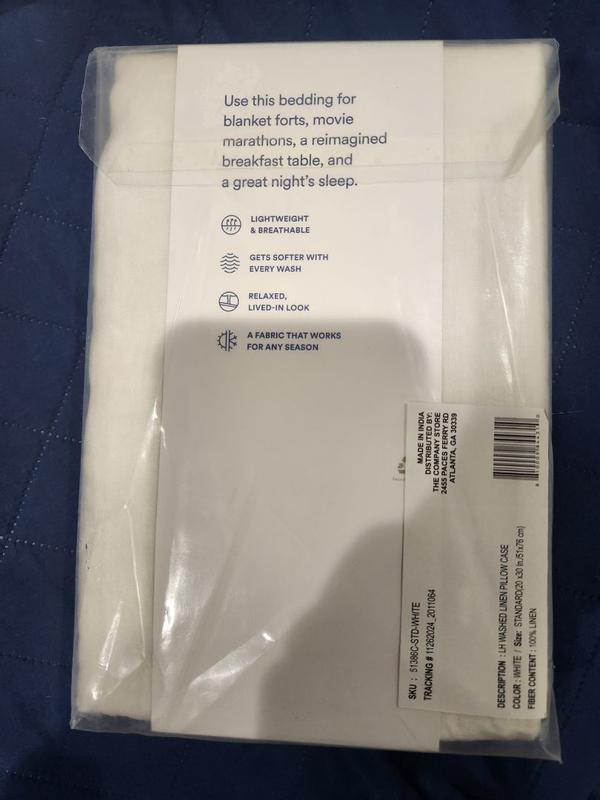 Use this bedding for
blanket forts, movie
marathons, a reimagined
breakfast table, and
a great night's sleep.
LIGHTWEIGHT
& BREATHABLE
GETS SOFTER WITH
EVERY WASH
RELAXED,
LIVED-IN LOOK
A FABRIC THAT WORKS
FOR ANY SEASON
MADE IN INDIA
DISTRIBUTED BY:
THE COMPANY STORE
2455 PACES FERRY RD
ATLANTA, GA 30339
SKU : 51386C-STD-WHITE
TRACKING # 11262024_2011064
DESCRIPTION : LH WASHED LINEN PILLOW CASE
COLOR : WHITE / Size: STANDARD(20 x30 In./51x76 cm)
FIBER CONTENT : 100% LINEN